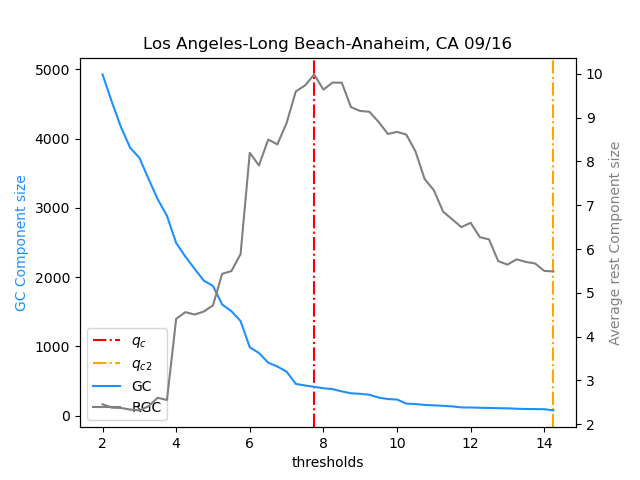 Los Angeles-Long Beach-Anaheim, CA 09/16
5000
4000
3000
2000
1000
0
GC Component size
10
9
8
7
6
5
4
3
2
Average rest Component size
q_c
q_{c2}
GC
RGC
2 4 6 8 10 12 14
thresholds